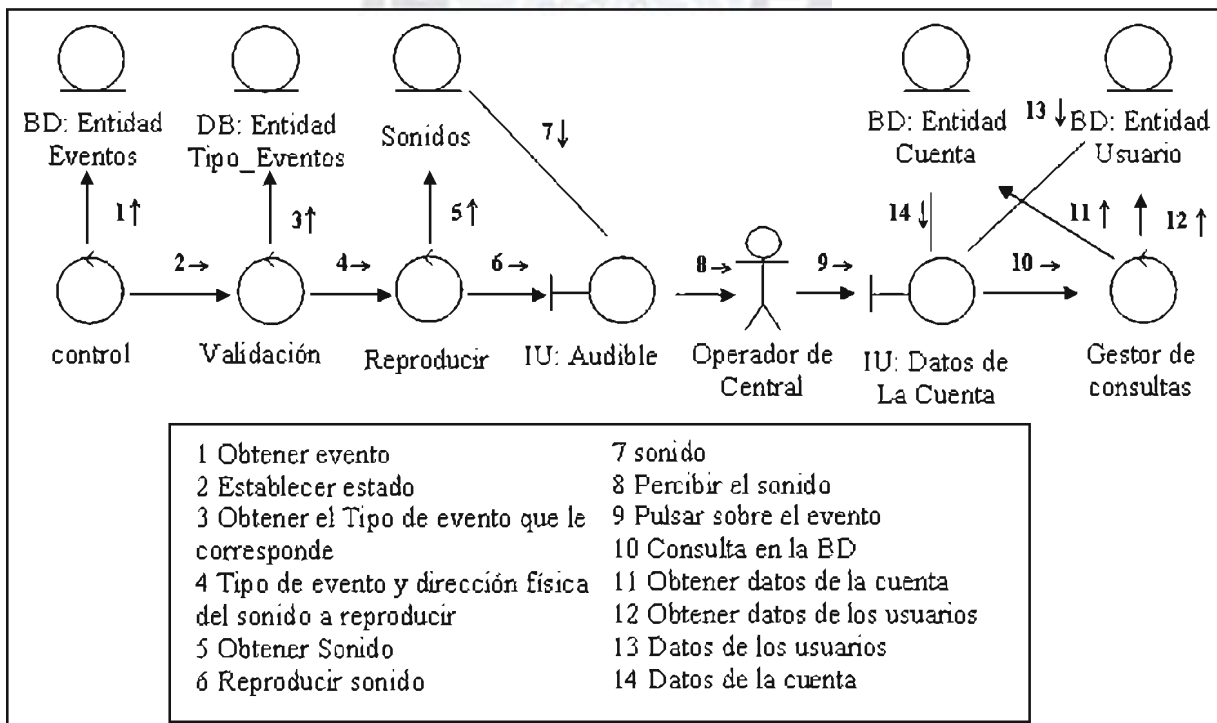 BD: Entidad
Eventos
DB: Entidad
Tipo_Eventos
Sonidos
BD: Entidad
Cuenta
BD: Entidad
Usuario
1↑
3↑
5↑
7↓
13↓
14↓
11↑
12↑
2→
4→
6→
8→
9→
10→
control
Validación
Reproducir
IU: Audible
Operador de
Central
IU: Datos de
La Cuenta
Gestor de
consultas
1 Obtener evento
2 Establecer estado
3 Obtener el Tipo de evento que le
corresponde
4 Tipo de evento y dirección física
del sonido a reproducir
5 Obtener Sonido
6 Reproducir sonido
7 sonido
8 Percibir el sonido
9 Pulsar sobre el evento
10 Consulta en la BD
11 Obtener datos de la cuenta
12 Obtener datos de los usuarios
13 Datos de los usuarios
14 Datos de la cuenta